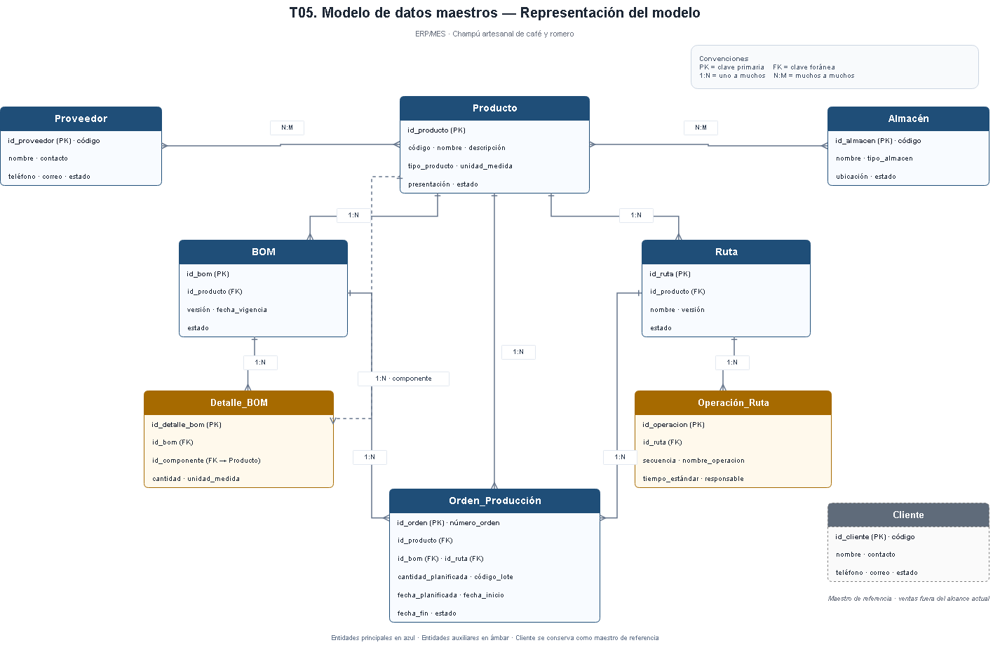 T05. Modelo de datos maestros — Representación del modelo
ERP/MES · Champú artesanal de café y romero
Convenciones
PK = clave primaria    FK = clave foránea
1:N = uno a muchos    N:M = muchos a muchos
Proveedor
id_proveedor (PK) · código
nombre · contacto
teléfono · correo · estado
N:M
Producto
id_producto (PK)
código · nombre · descripción
tipo_producto · unidad_medida
presentación · estado
N:M
Almacén
id_almacen (PK) · código
nombre · tipo_almacen
ubicación · estado
1:N
1:N
BOM
id_bom (PK)
id_producto (FK)
versión · fecha_vigencia
estado
Ruta
id_ruta (PK)
id_producto (FK)
nombre · versión
estado
1:N
1:N
1:N
1:N · componente
Detalle_BOM
id_detalle_bom (PK)
id_bom (FK)
id_componente (FK → Producto)
cantidad · unidad_medida
Operación_Ruta
id_operacion (PK)
id_ruta (FK)
secuencia · nombre_operacion
tiempo_estándar · responsable
1:N
1:N
Orden_Producción
id_orden (PK) · número_orden
id_producto (FK)
id_bom (FK) · id_ruta (FK)
cantidad_planificada · código_lote
fecha_planificada · fecha_inicio
fecha_fin · estado
Cliente
id_cliente (PK) · código
nombre · contacto
teléfono · correo · estado
Maestro de referencia · ventas fuera del alcance actual
Entidades principales en azul · Entidades auxiliares en ámbar · Cliente se conserva como maestro de referencia